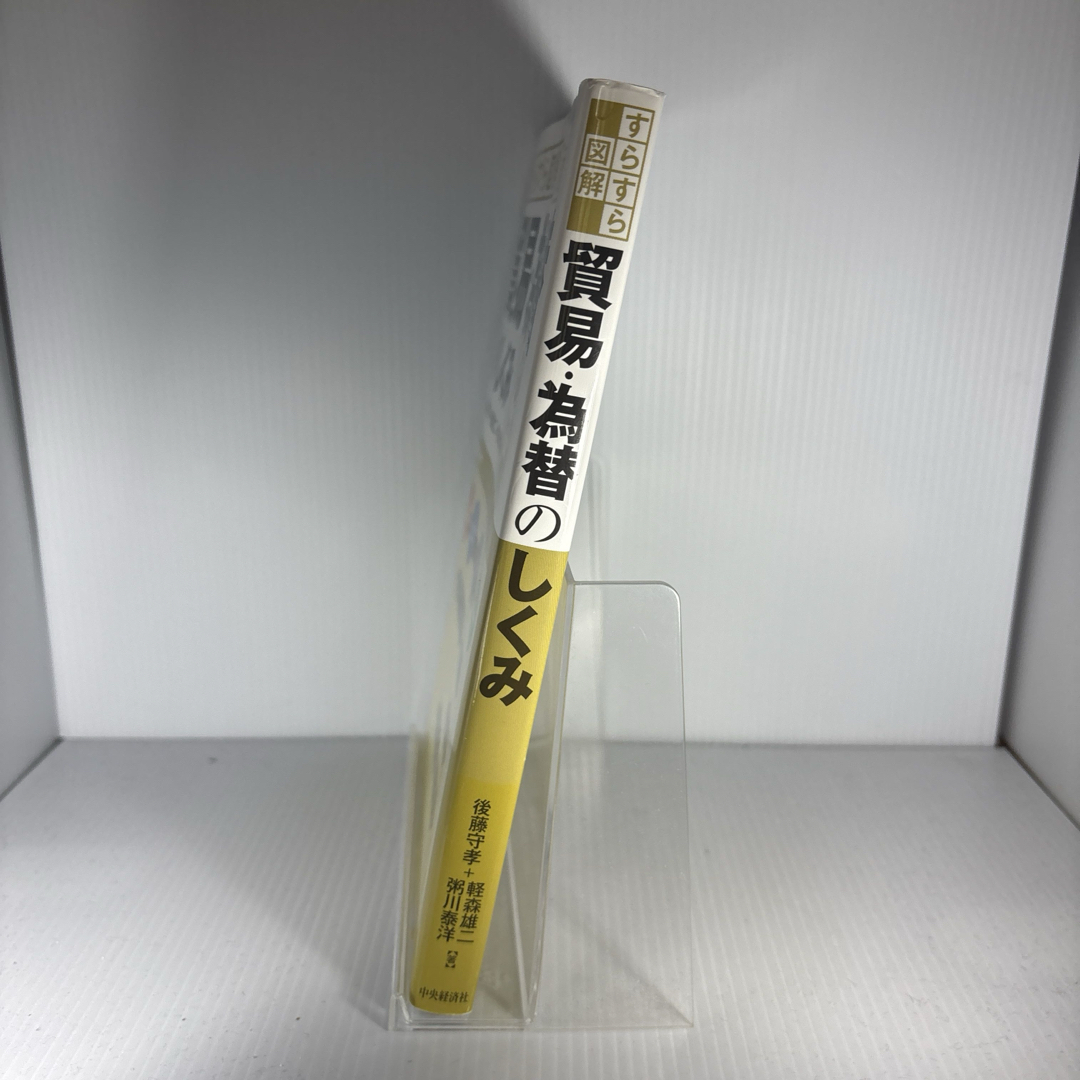 すらすら
図解
貿易・為替のしくみ
後藤守孝+軽森雄二
粥川泰洋
【著】
中央経済社